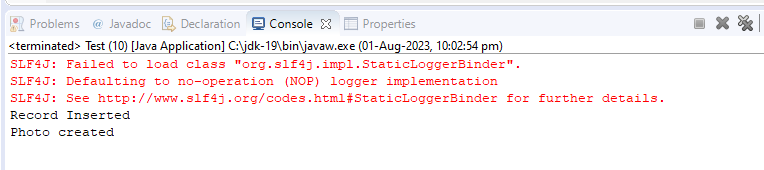 Problems @ Javadoc Declaration Console Properties
<terminated> Test (10) [Java Application] C:\jdk-19\bin\javaw.exe (01-Aug-2023, 10:02:54 pm)
SLF4J: Failed to load class "org.slf4j.impl.StaticLoggerBinder".
SLF4J: Defaulting to no-operation (NOP) logger implementation
SLF4J: See http://www.slf4j.org/codes.html#StaticLoggerBinder for further details.
Record Inserted
Photo created